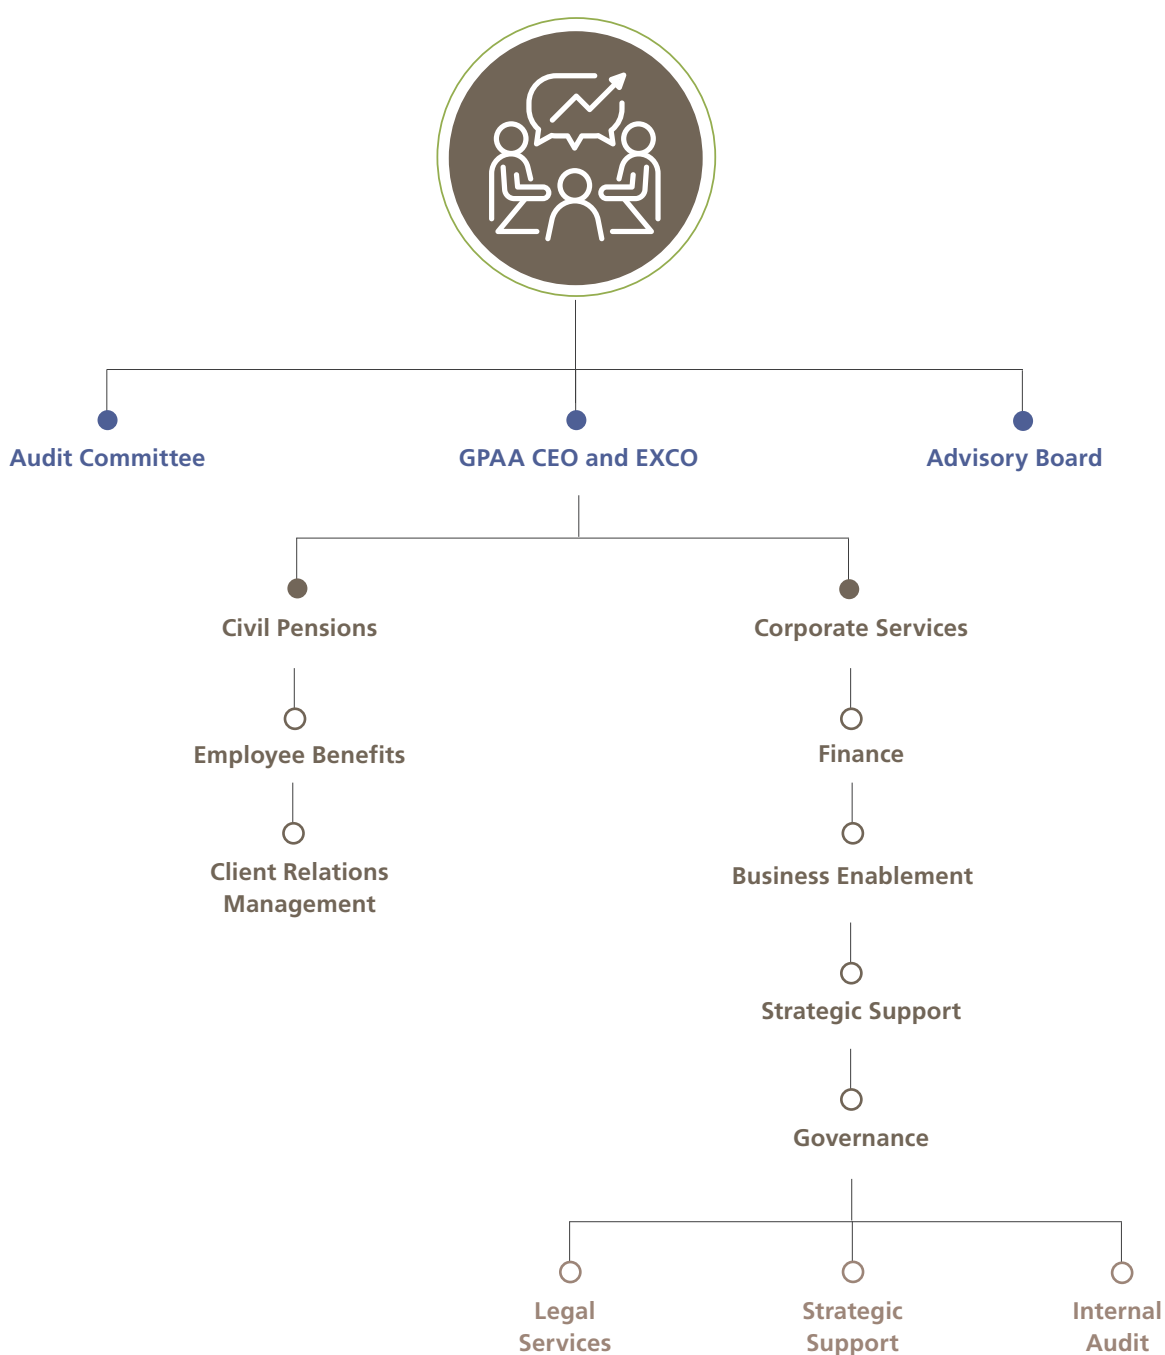 Audit Committee
GPAA CEO and EXCO
Advisory Board
Civil Pensions
Corporate Services
Employee Benefits
Finance
Client Relations
Management
Business Enablement
Strategic Support
Governance
Legal
Services
Strategic
Support
Internal
Audit